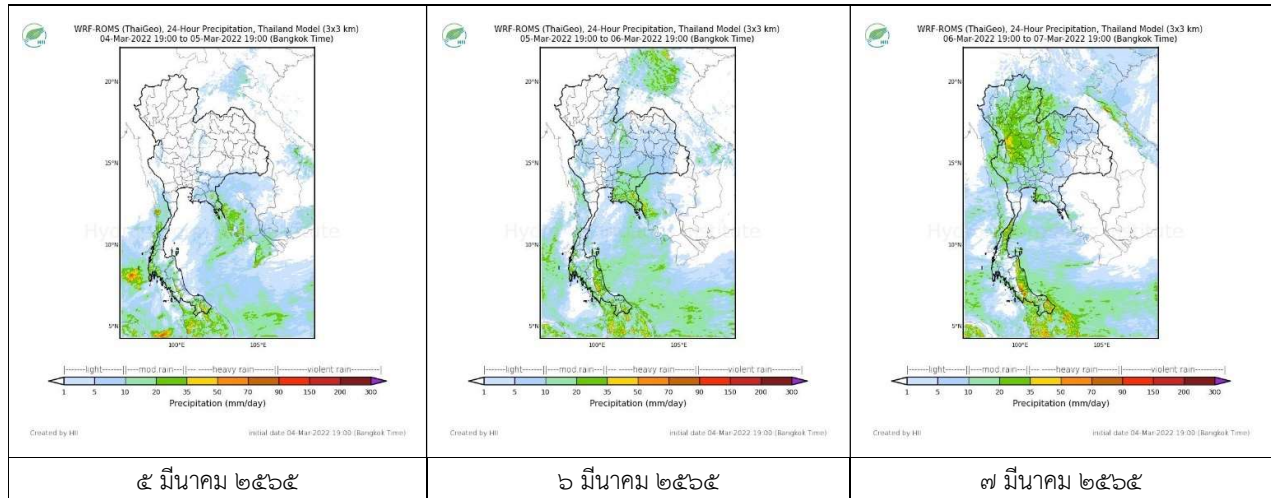 HII
WRF-ROMS (ThaiGeo), 24-Hour Precipitation, Thailand Model (3x3 km)
04-Mar-2022 19:00 to 05-Mar-2022 19:00 (Bangkok Time)
20°N
15°N
10°N
5°N
100°E 105°E
|------light------||----mod.rain----||---- ------heavy rain------||------violent rain------|
1 5 10 20 35 50 70 90 150 200 300
Precipitation (mm/day)
Created by HII
initial date 04-Mar-2022 19:00 (Bangkok Time)
๕ มีนาคม ๒๕๖๕
HII
WRF-ROMS (ThaiGeo), 24-Hour Precipitation, Thailand Model (3x3 km)
05-Mar-2022 19:00 to 06-Mar-2022 19:00 (Bangkok Time)
20°N
15°N
10°N
5°N
100°E 105°E
|------light------||----mod.rain----||---- ------heavy rain------||------violent rain------|
1 5 10 20 35 50 70 90 150 200 300
Precipitation (mm/day)
Created by HII
initial date 04-Mar-2022 19:00 (Bangkok Time)
๖ มีนาคม ๒๕๖๕
HII
WRF-ROMS (ThaiGeo), 24-Hour Precipitation, Thailand Model (3x3 km)
06-Mar-2022 19:00 to 07-Mar-2022 19:00 (Bangkok Time)
20°N
15°N
10°N
5°N
100°E 105°E
|------light------||----mod.rain----||---- ------heavy rain------||------violent rain------|
1 5 10 20 35 50 70 90 150 200 300
Precipitation (mm/day)
Created by HII
initial date 04-Mar-2022 19:00 (Bangkok Time)
๗ มีนาคม ๒๕๖๕